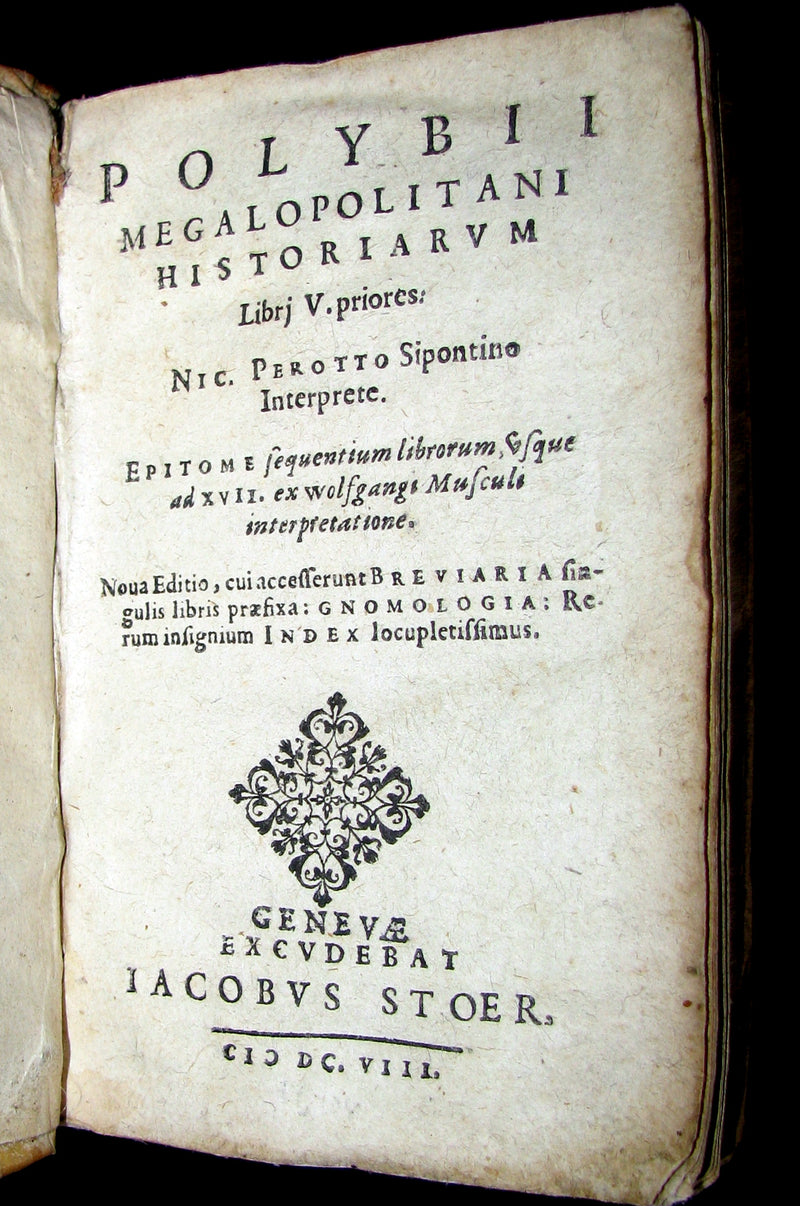 POLYBII
MEGALOPOLITANI
HISTORIARVM
Librj V. priores:
NIC. PEROTTO Sipontino
Interprete.
EPITOME ſequentium librorum, vſque
ad XVII. ex Wolfgangi Muſculi
interpretatione.
Noua Editio, cui acceſſerunt BREVIARIA ſin-
gulis libris præfixa: GNOMOLOGIA: Re-
rum inſignium INDEX locupletiſſimus.
GENEVÆ
EXCVDEBAT
IACOBVS STOER,
CIↃ DC. VIII.